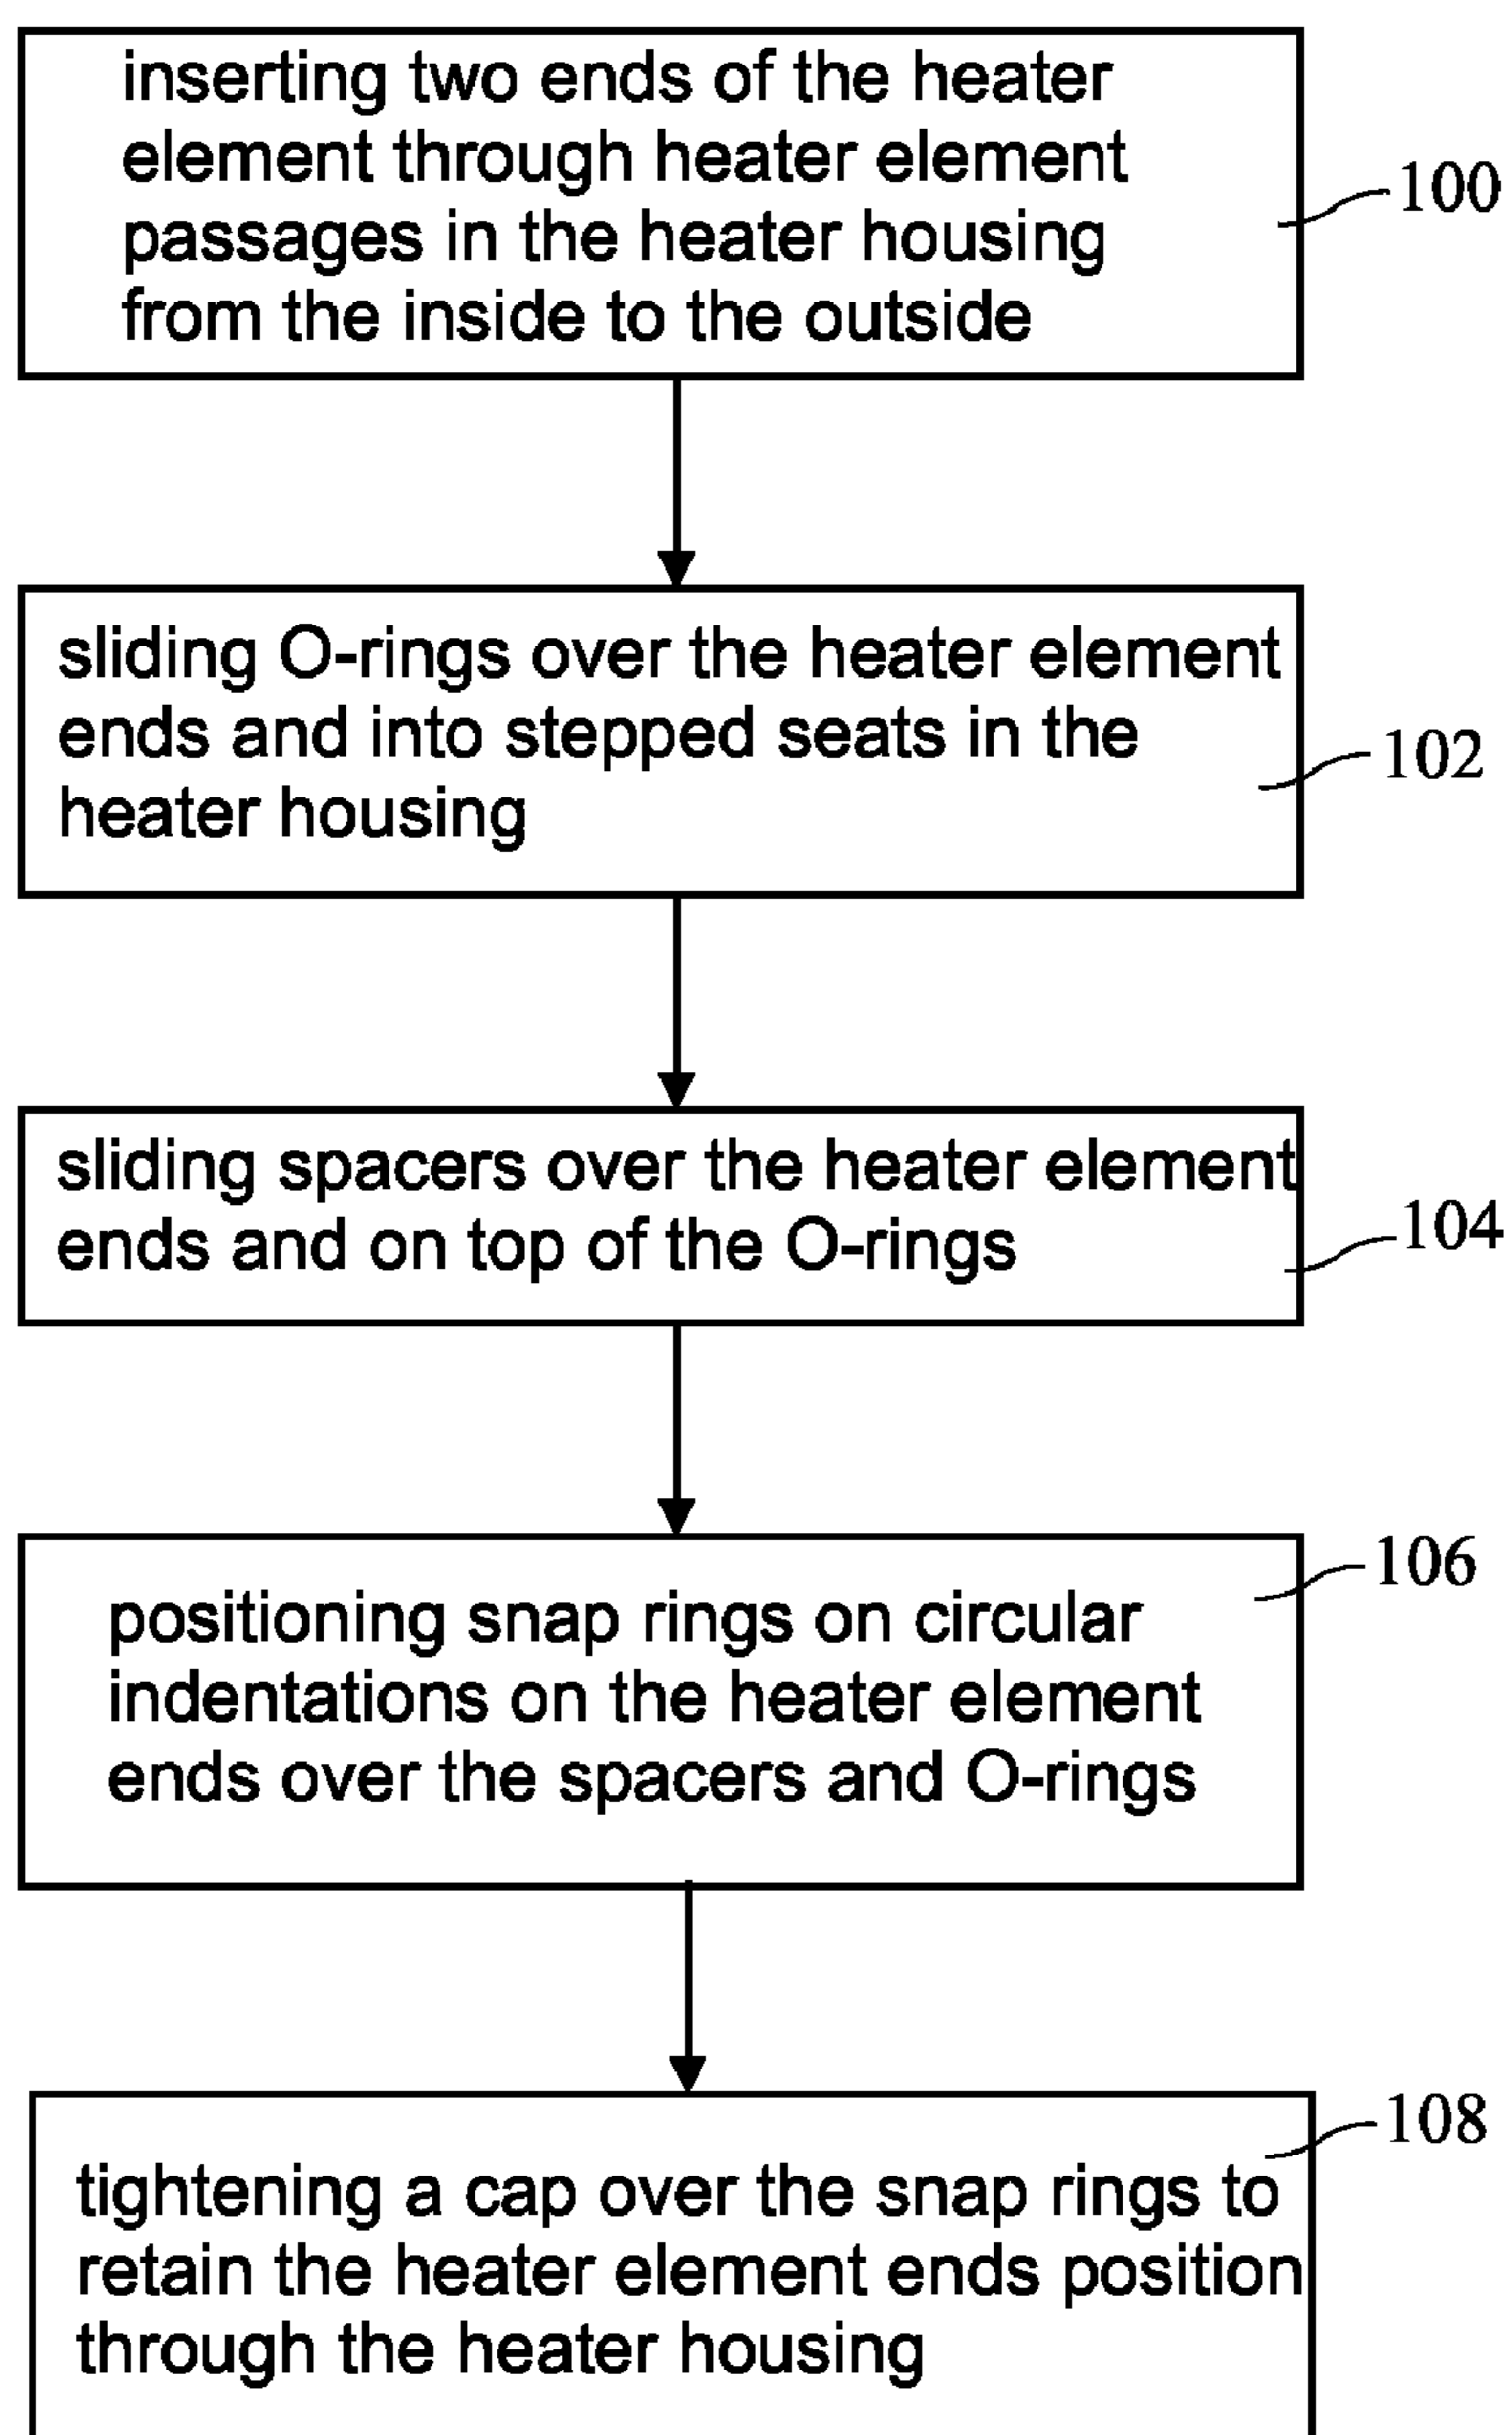 inserting two ends of the heater
element through heater element
passages in the heater housing
from the inside to the outside
100
sliding O-rings over the heater element
ends and into stepped seats in the
heater housing
102
sliding spacers over the heater element
ends and on top of the O-rings
104
106
positioning snap rings on circular
indentations on the heater element
ends over the spacers and O-rings
108
tightening a cap over the snap rings to
retain the heater element ends position
through the heater housing